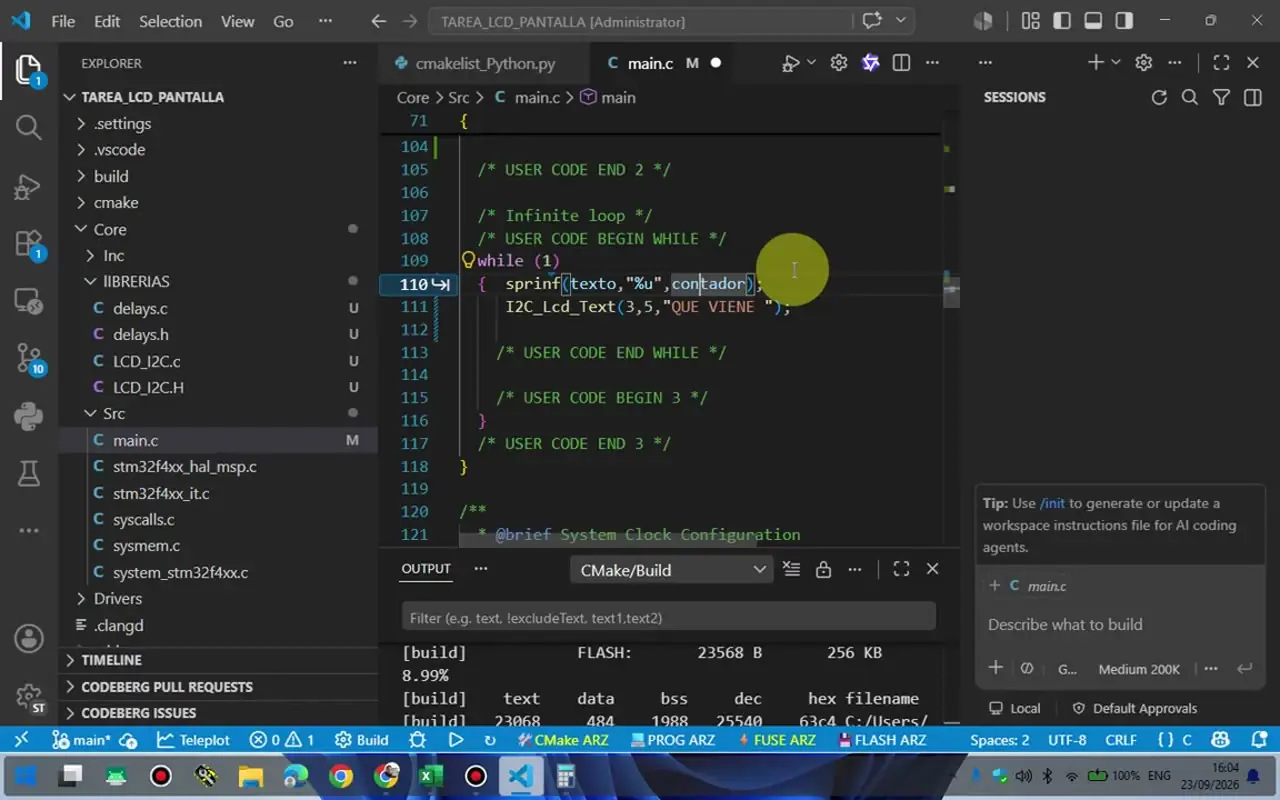 File Edit Selection View Go ··· TAREA_LCD_PANTALLA [Administrator]
EXPLORER ···
TAREA_LCD_PANTALLA
.settings
.vscode
build
cmake
Core
Inc
lIBRERIAS
delays.c U
delays.h U
LCD_I2C.c U
LCD_I2C.H U
Src
main.c M
stm32f4xx_hal_msp.c
stm32f4xx_it.c
syscalls.c
sysmem.c
system_stm32f4xx.c
Drivers
.clangd
TIMELINE
CODEBERG PULL REQUESTS
CODEBERG ISSUES
1
1
10
ST
cmakelist_Python.py C main.c M
Core > Src > C main.c > main
71 {
104
105 /* USER CODE END 2 */
106
107 /* Infinite loop */
108 /* USER CODE BEGIN WHILE */
109 while (1)
110 { sprinf(texto,"%u",contador);
111 I2C_Lcd_Text(3,5,"QUE VIENE ");
112
113 /* USER CODE END WHILE */
114
115 /* USER CODE BEGIN 3 */
116 }
117 /* USER CODE END 3 */
118 }
119
120 /**
121 * @brief System Clock Configuration
OUTPUT ··· CMake/Build
Filter (e.g. text, !excludeText, text1,text2)
[build] FLASH: 23568 B 256 KB
8.99%
[build] text data bss dec hex filename
[build] 23068 484 1988 25540 63c4 C:/Users/
SESSIONS
Tip: Use /init to generate or update a
workspace instructions file for AI coding
agents.
C main.c
Describe what to build
G... Medium 200K ···
Local Default Approvals
main* Teleplot 0 1 Build CMake ARZ PROG ARZ FUSE ARZ FLASH ARZ Spaces: 2 UTF-8 CRLF { } C
100% ENG 16:04
23/09/2026